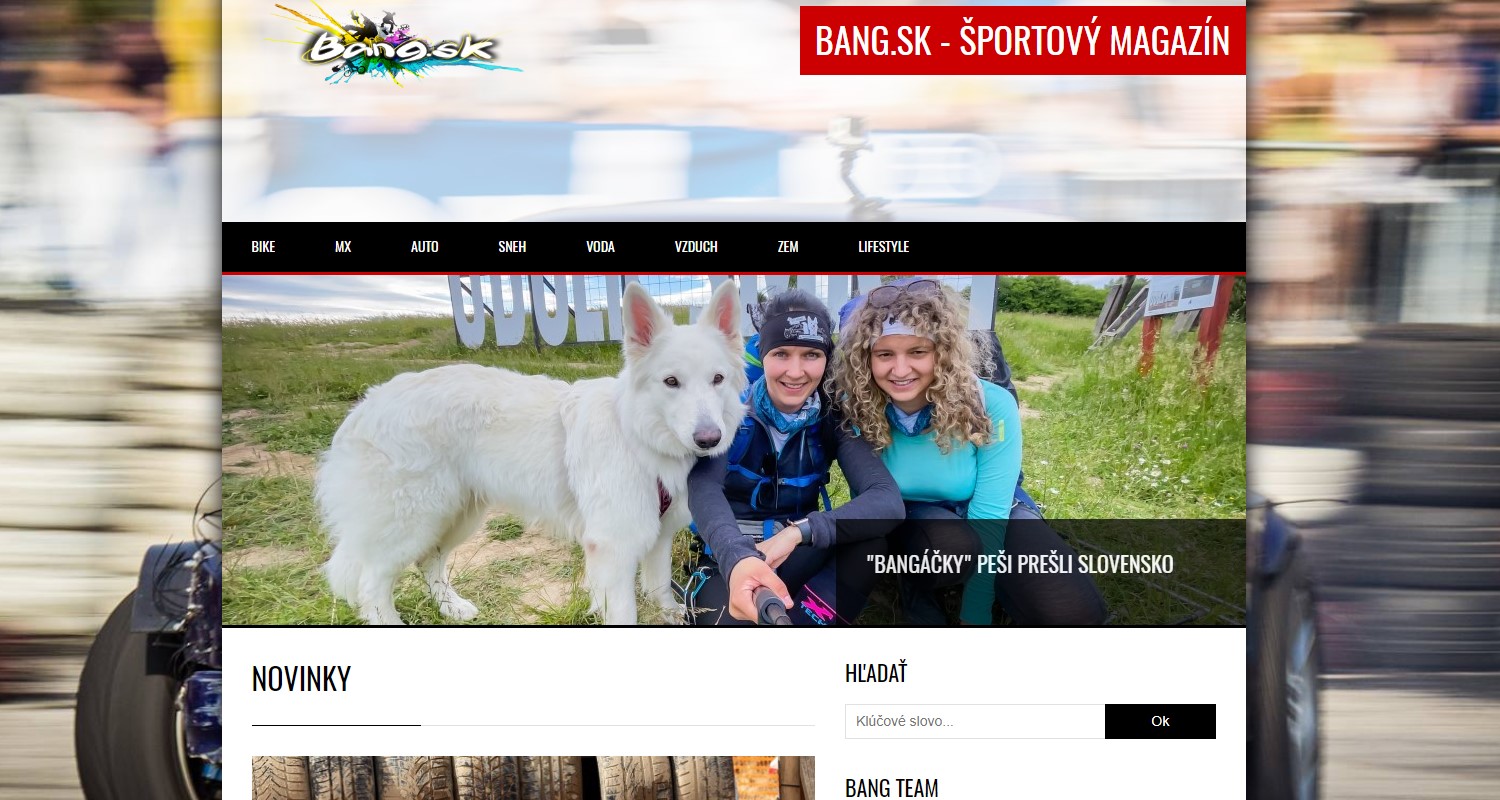 Bang.sk
BANG.SK - ŠPORTOVÝ MAGAZÍN
BIKE MX AUTO SNEH VODA VZDUCH ZEM LIFESTYLE
"BANGÁČKY" PEŠI PREŠLI SLOVENSKO
NOVINKY
HĽADAŤ
Kľúčové slovo... Ok
BANG TEAM